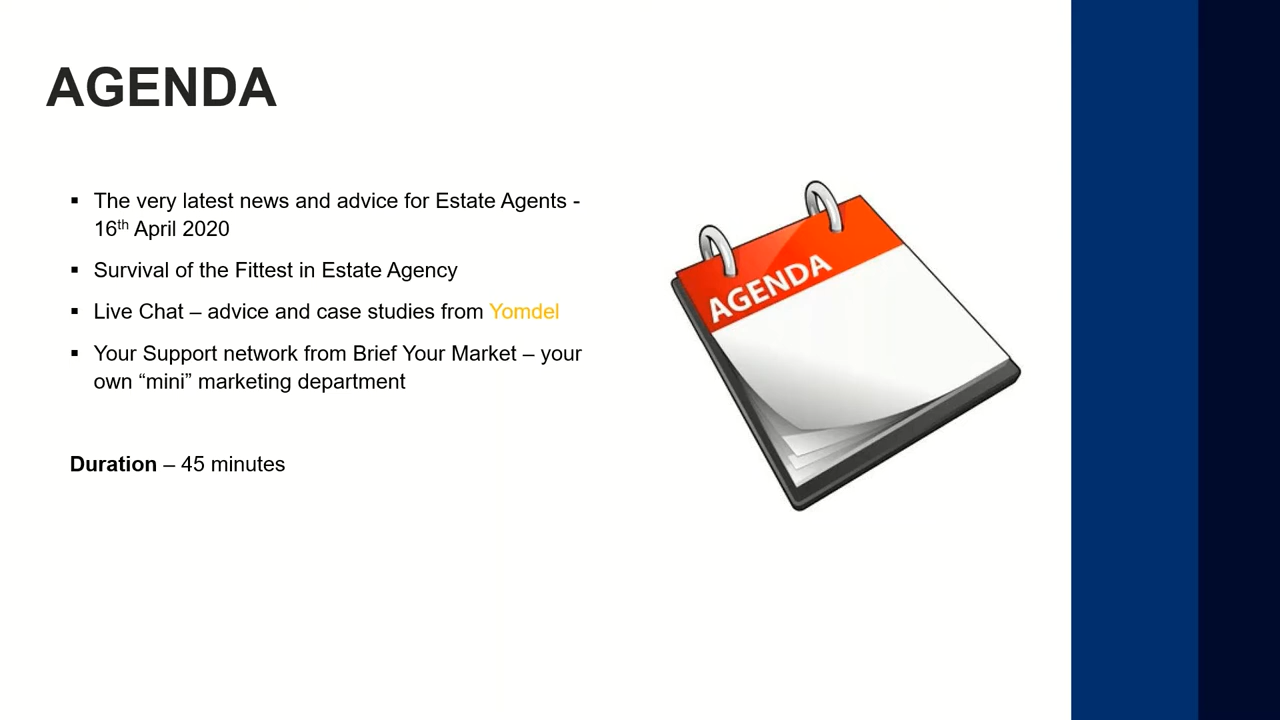 AGENDA
▪ The very latest news and advice for Estate Agents -
16th April 2020
▪ Survival of the Fittest in Estate Agency
▪ Live Chat – advice and case studies from Yomdel
▪ Your Support network from Brief Your Market – your
own “mini” marketing department
Duration – 45 minutes
AGENDA